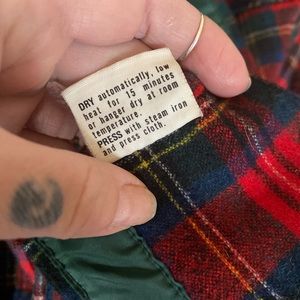 DRY automatically, low
heat for 15 minutes
or hanger dry at room
temperature.
PRESS with steam iron
and press cloth.